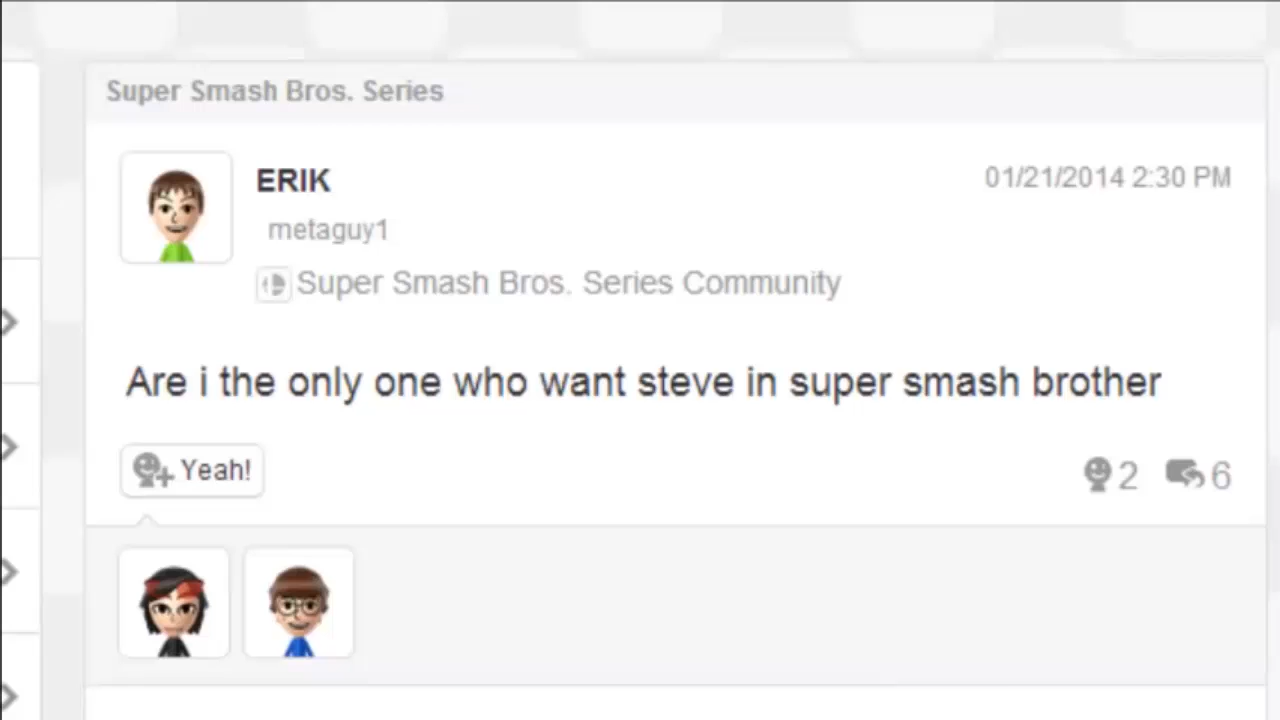 Super Smash Bros. Series
ERIK
01/21/2014 2:30 PM
metaguy1
Super Smash Bros. Series Community
Are i the only one who want steve in super smash brother
Yeah!
2
6